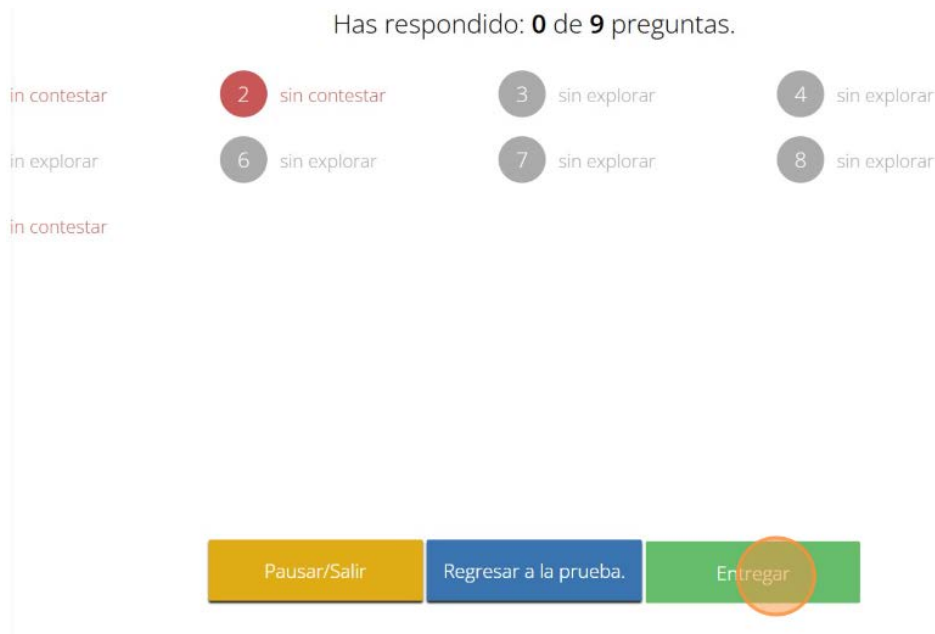 Has respondido: 0 de 9 preguntas.
in contestar 2 sin contestar 3 sin explorar 4 sin explorar
in explorar 6 sin explorar 7 sin explorar 8 sin explorar
in contestar
Pausar/Salir Regresar a la prueba. Entregar